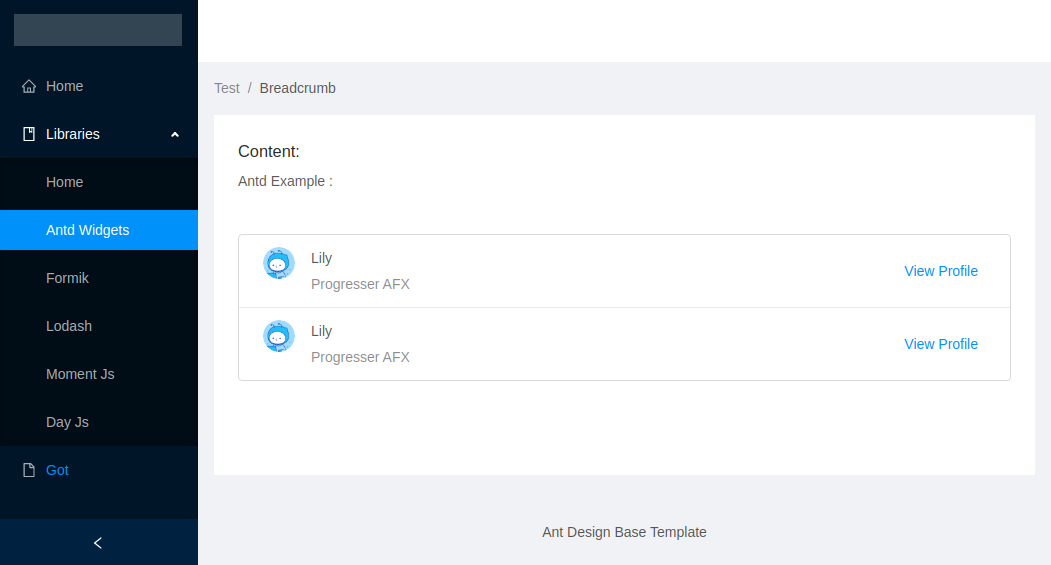 Home
Libraries
Home
Antd Widgets
Formik
Lodash
Moment Js
Day Js
Got
Test / Breadcrumb
Content:
Antd Example :
Lily
Progresser AFX
View Profile
Lily
Progresser AFX
View Profile
Ant Design Base Template